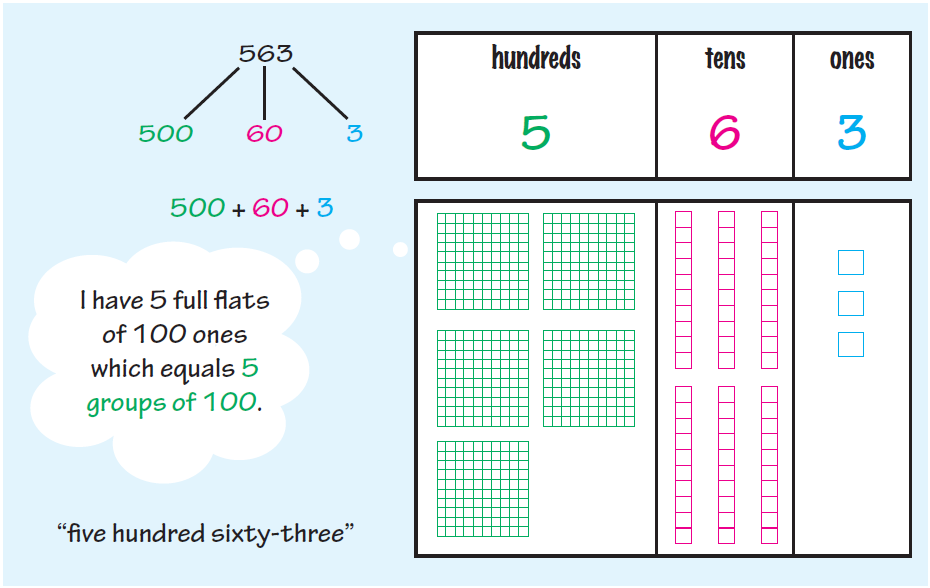 563
500 60 3
500 + 60 + 3
I have 5 full flats
of 100 ones
which equals 5
groups of 100.
“five hundred sixty-three”
hundreds tens ones
5 6 3